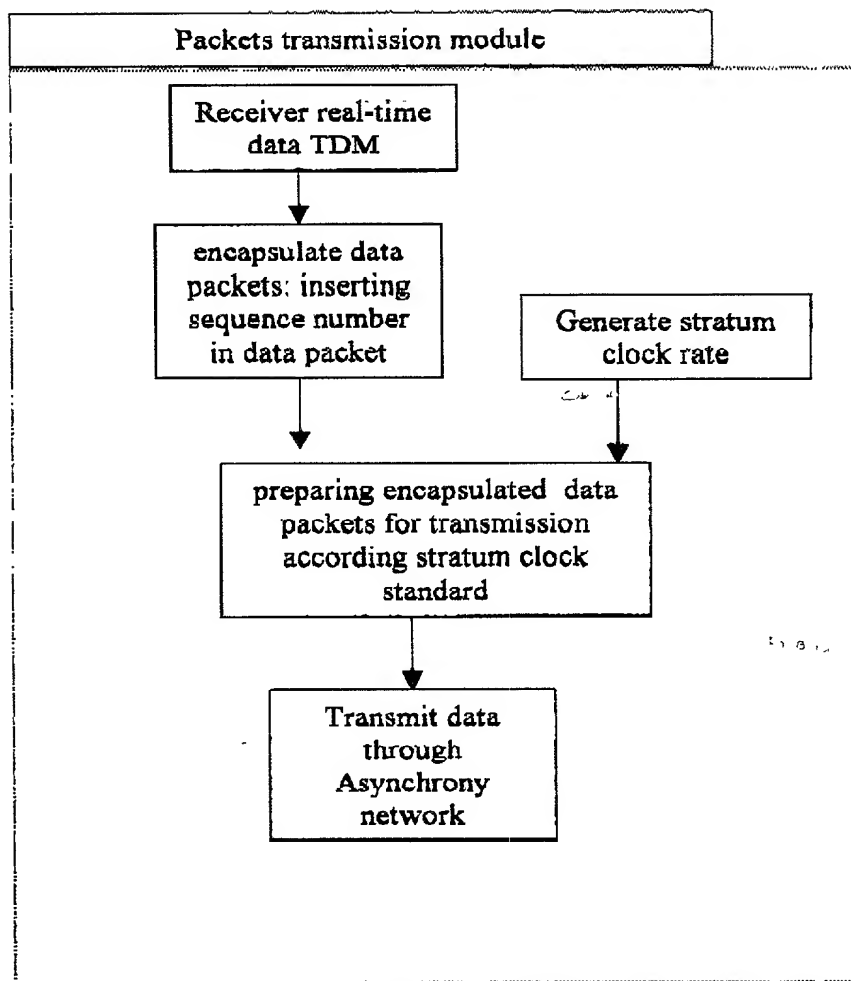 Packets transmission module
Receiver real-time
data TDM
encapsulate data
packets: inserting
sequence number
in data packet
Generate stratum
clock rate
preparing encapsulated data
packets for transmission
according stratum clock
standard
Transmit data
through
Asynchrony
network